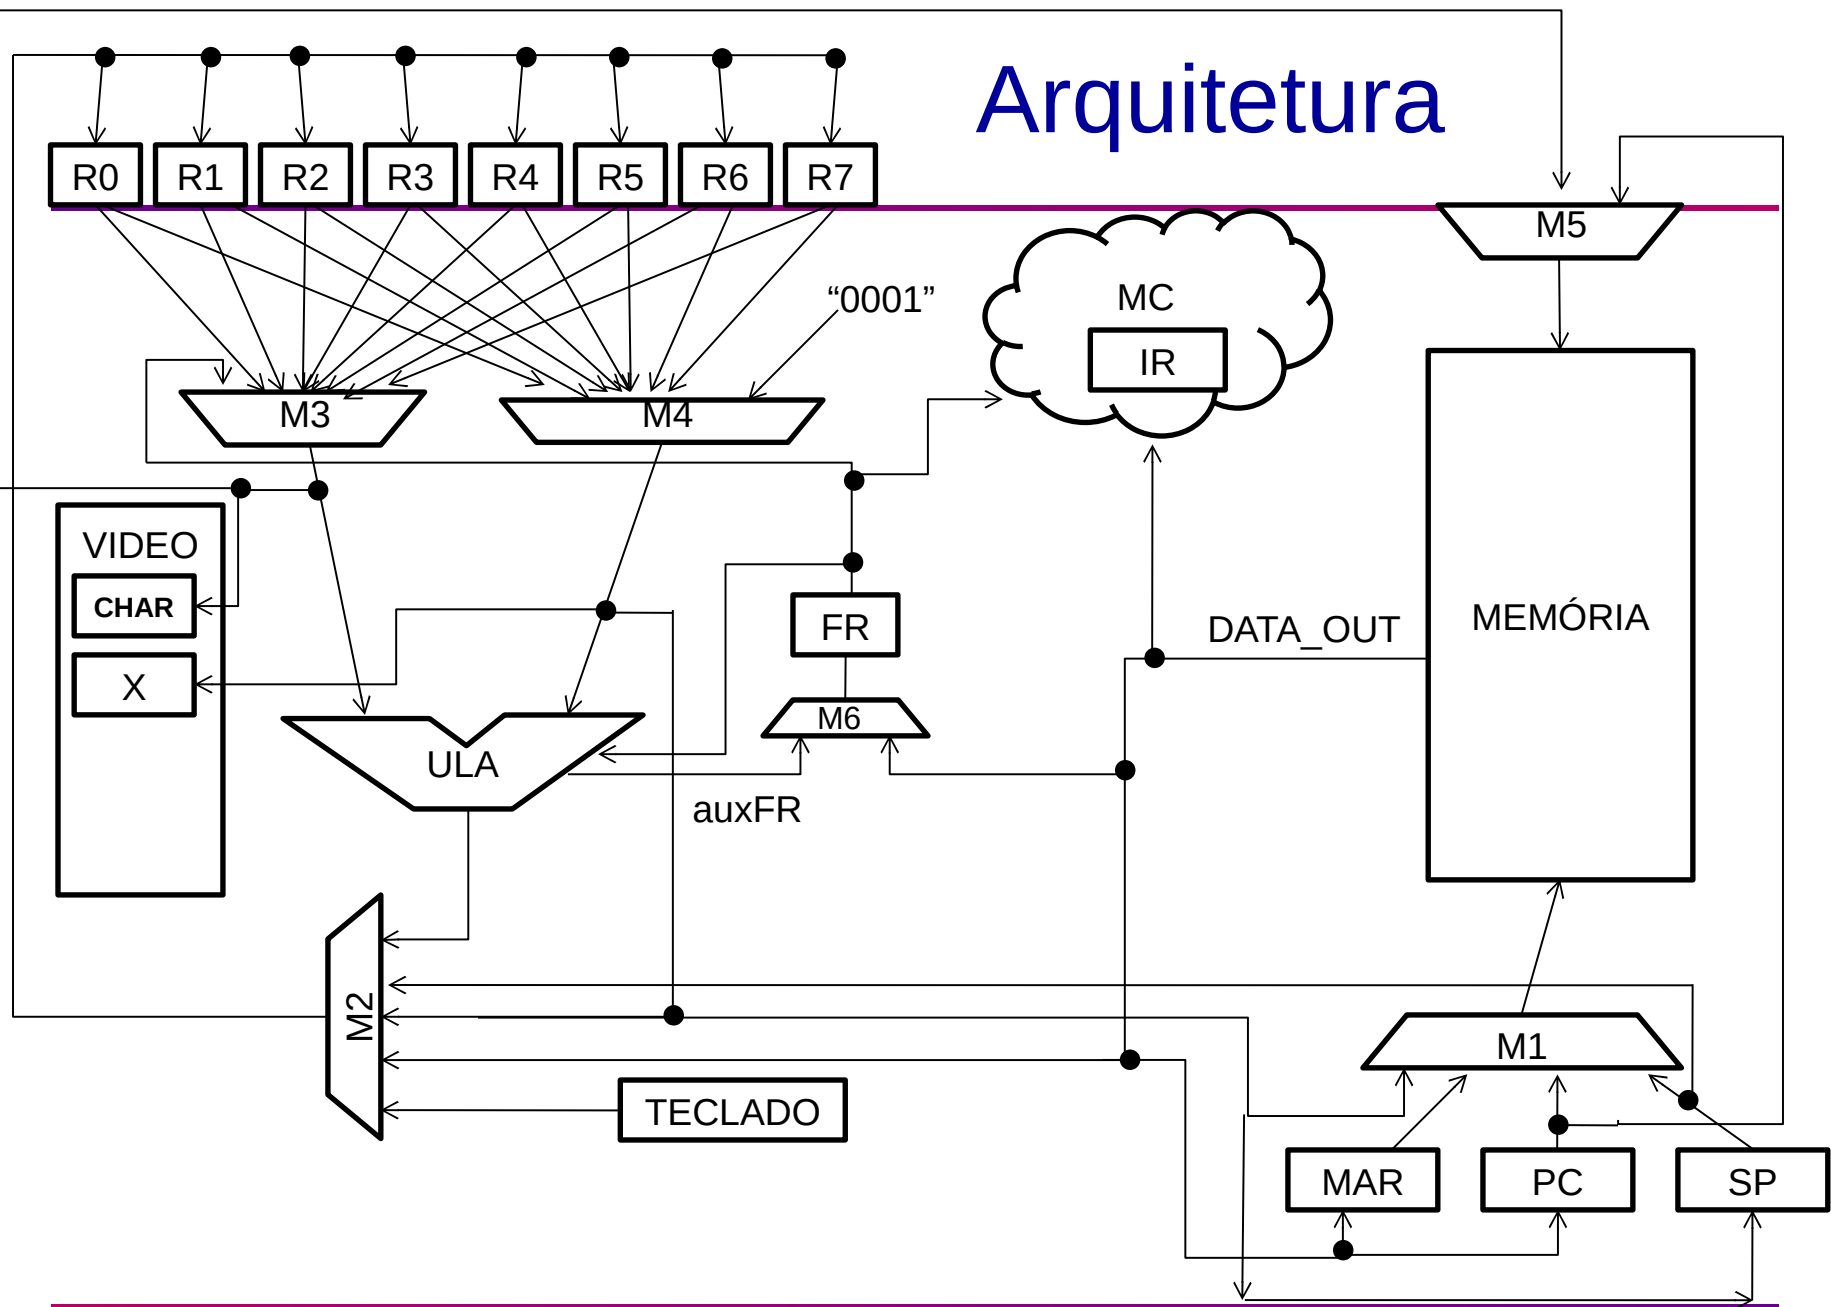 Arquitetura
R0 R1 R2 R3 R4 R5 R6 R7
M5
“0001”
MC
IR
M3
M4
VIDEO
CHAR
X
FR
DATA_OUT
MEMÓRIA
M6
ULA
auxFR
M2
M1
TECLADO
MAR PC SP